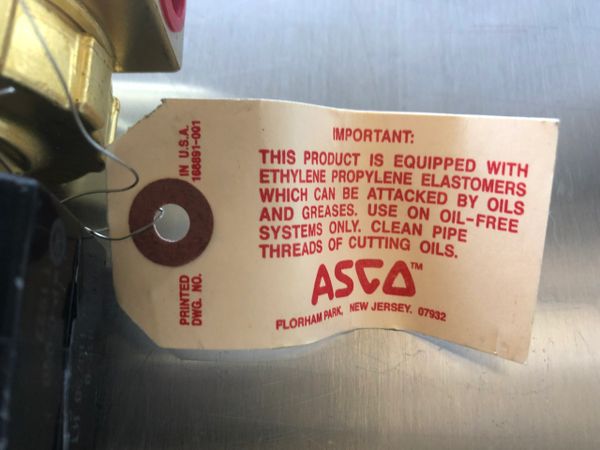 IMPORTANT:
THIS PRODUCT IS EQUIPPED WITH
ETHYLENE PROPYLENE ELASTOMERS
WHICH CAN BE ATTACKED BY OILS
AND GREASES. USE ON OIL-FREE
SYSTEMS ONLY. CLEAN PIPE
THREADS OF CUTTING OILS.
ASCO™
FLORHAM PARK, NEW JERSEY. 07932
PRINTED IN U.S.A.
DWG. NO. 166891-001